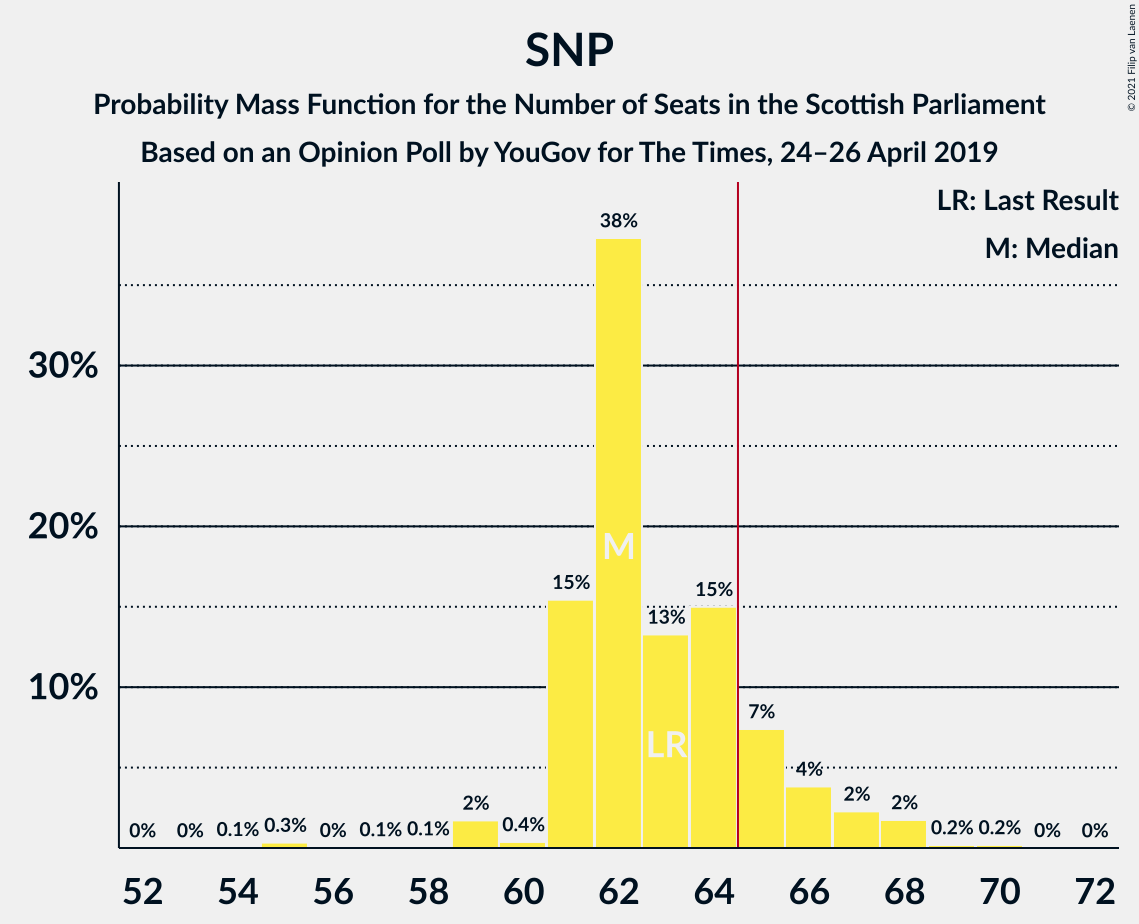 SNP
Probability Mass Function for the Number of Seats in the Scottish Parliament
Based on an Opinion Poll by YouGov for The Times, 24–26 April 2019
© 2021 Filip van Laenen
LR: Last Result
M: Median
30%
20%
10%
0%
0%
0.1%
0.3%
0%
0.1%
0.1%
2%
0.4%
15%
38%
13%
15%
7%
4%
2%
2%
0.2%
0.2%
0%
0%
M
LR
52 54 56 58 60 62 64 66 68 70 72